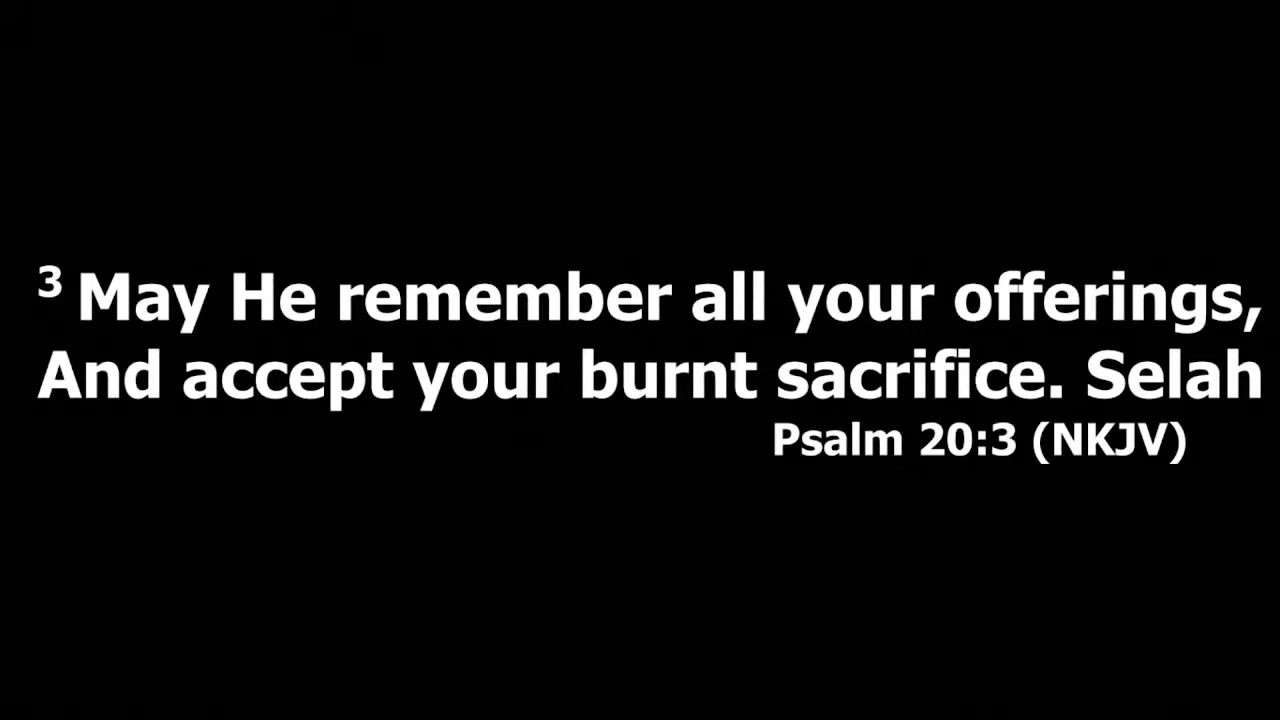 3 May He remember all your offerings,
And accept your burnt sacrifice. Selah
Psalm 20:3 (NKJV)